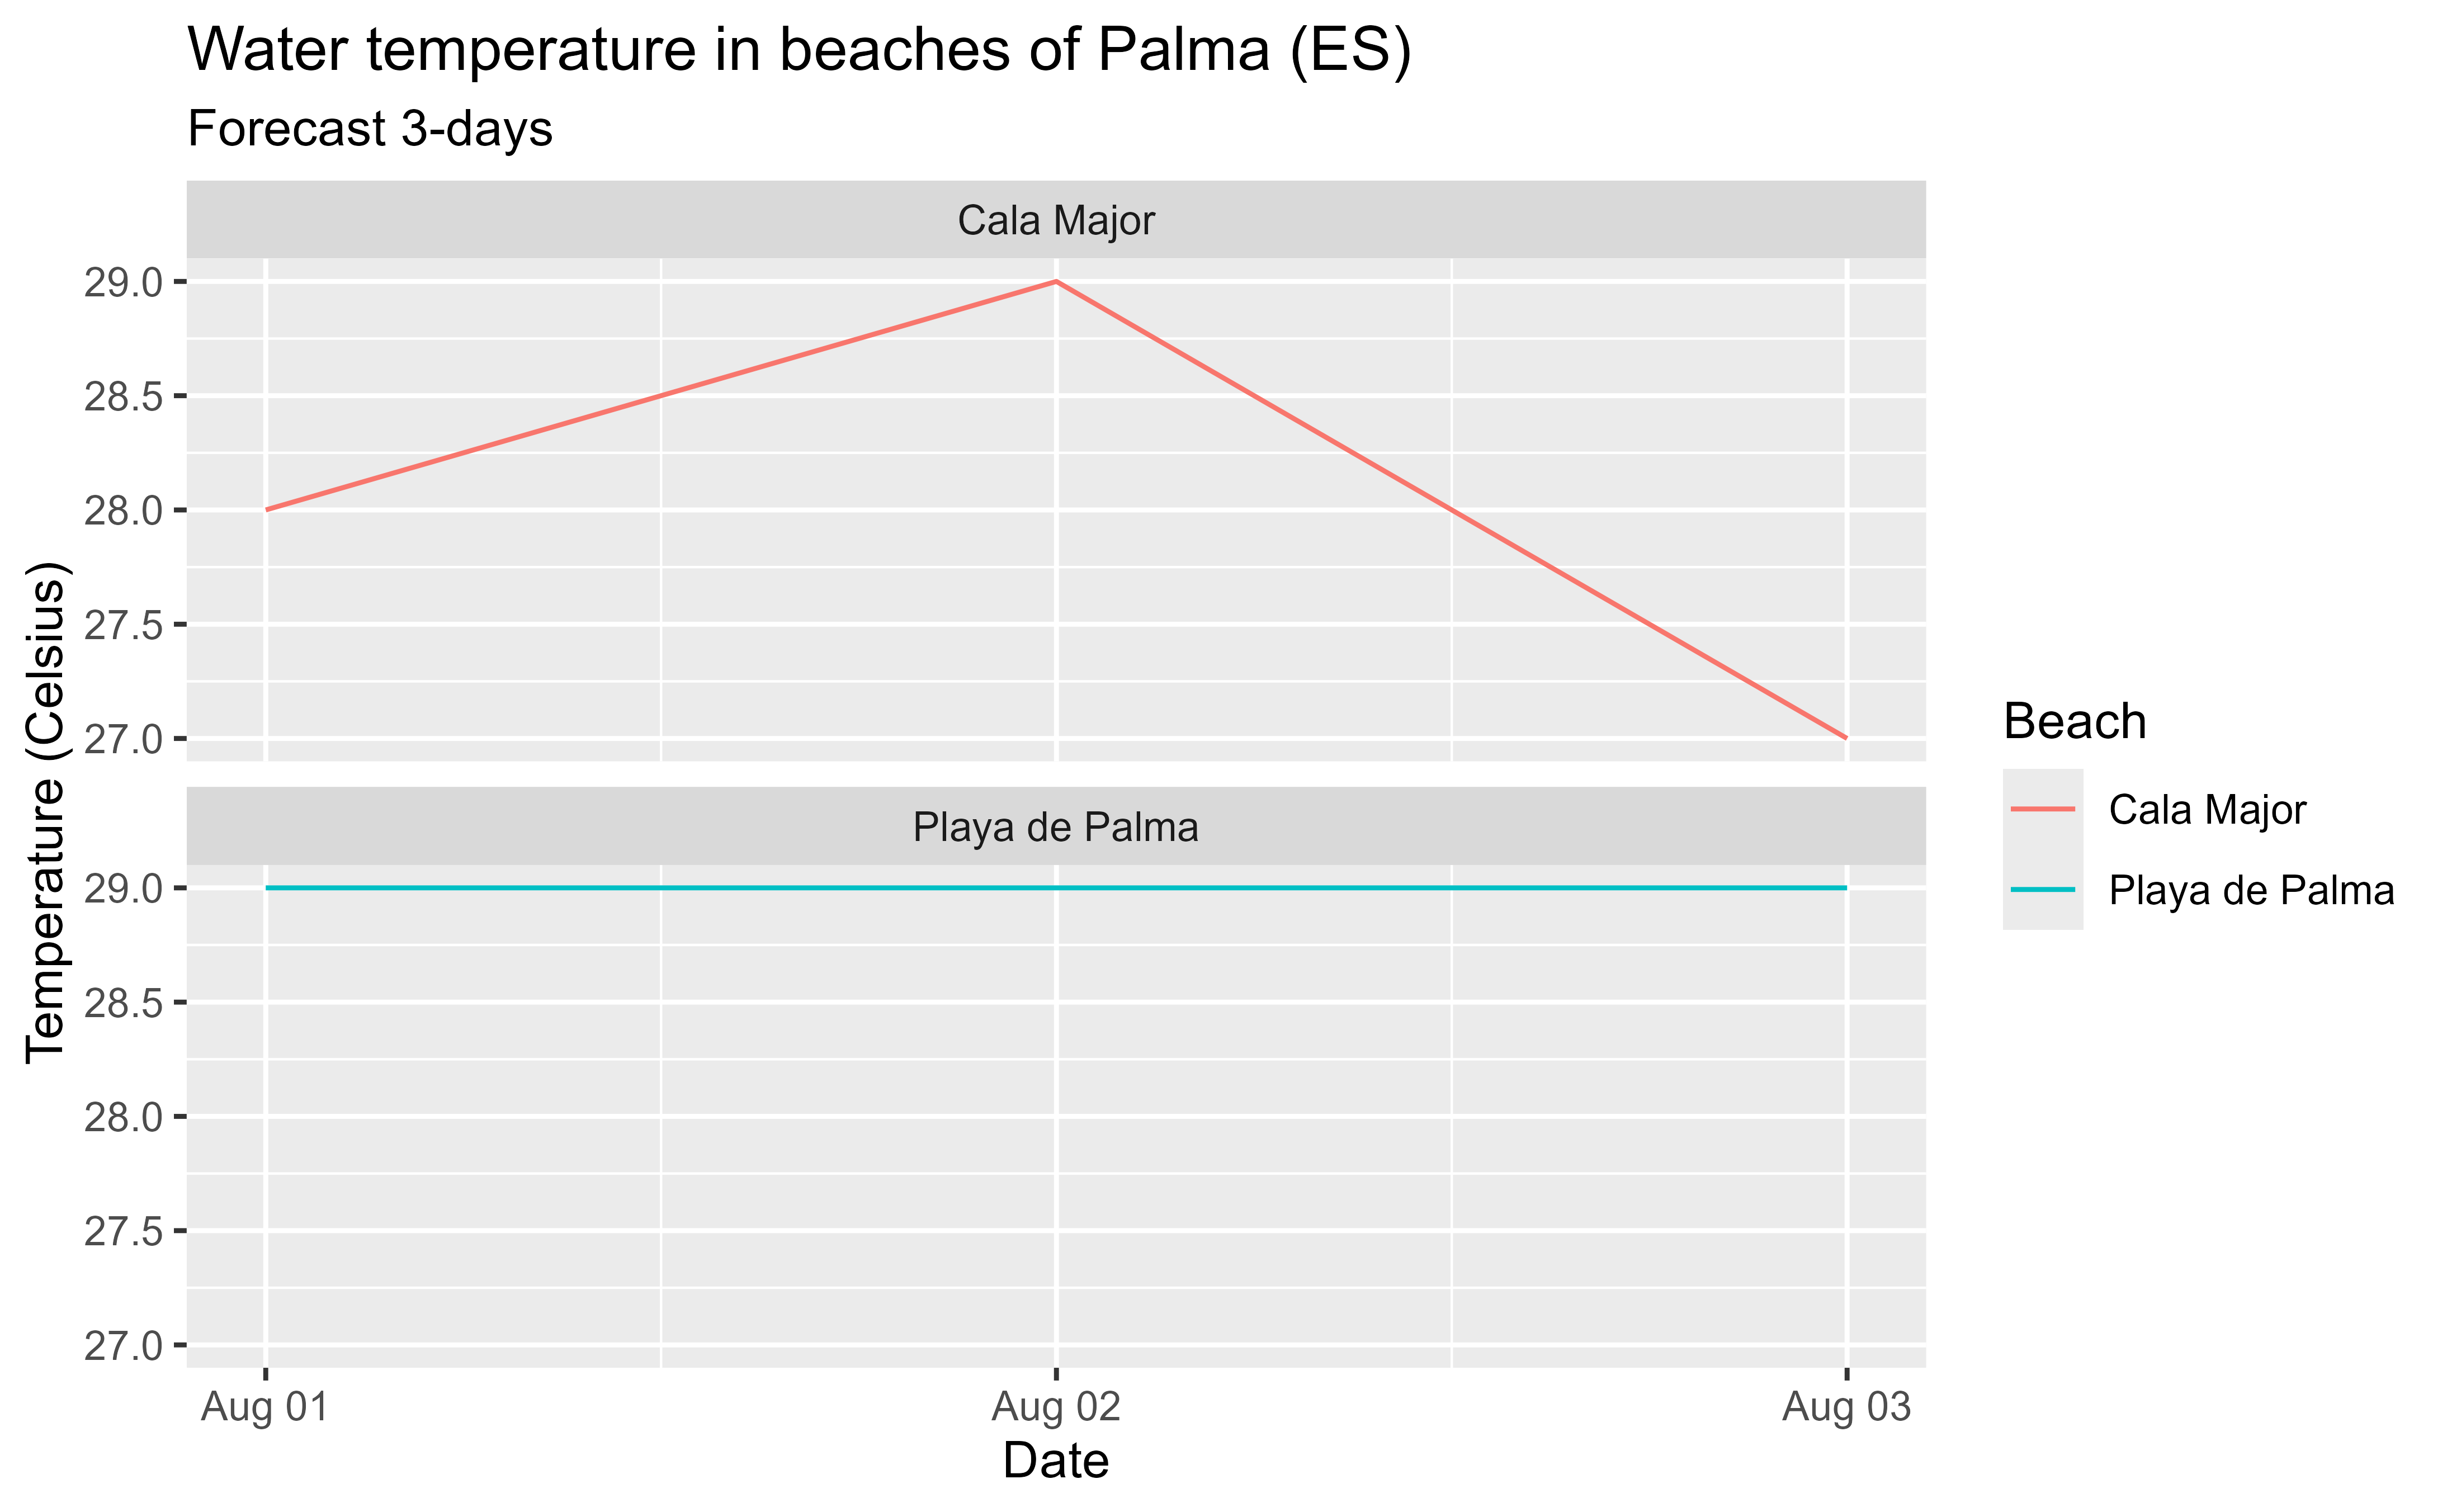 Water temperature in beaches of Palma (ES)
Forecast 3-days
Cala Major
29.0
28.5
28.0
27.5
27.0
Playa de Palma
29.0
28.5
28.0
27.5
27.0
Temperature (Celsius)
Aug 01
Aug 02
Aug 03
Date
Beach
Cala Major
Playa de Palma